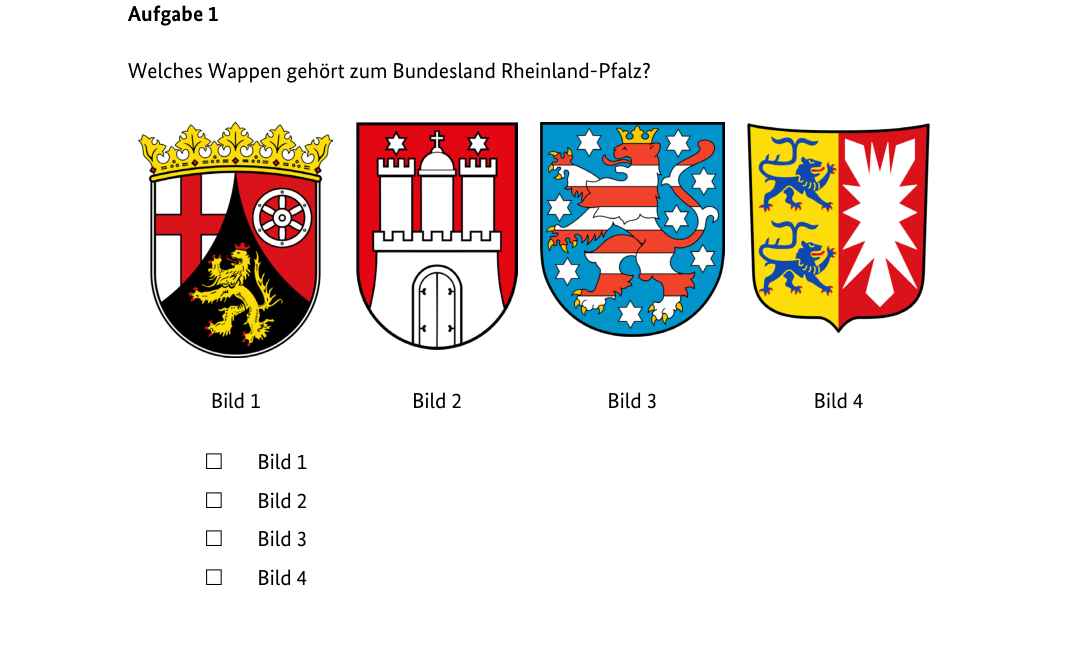 Aufgabe 1
Welches Wappen gehört zum Bundesland Rheinland-Pfalz?
Bild 1 Bild 2 Bild 3 Bild 4
☐ Bild 1
☐ Bild 2
☐ Bild 3
☐ Bild 4